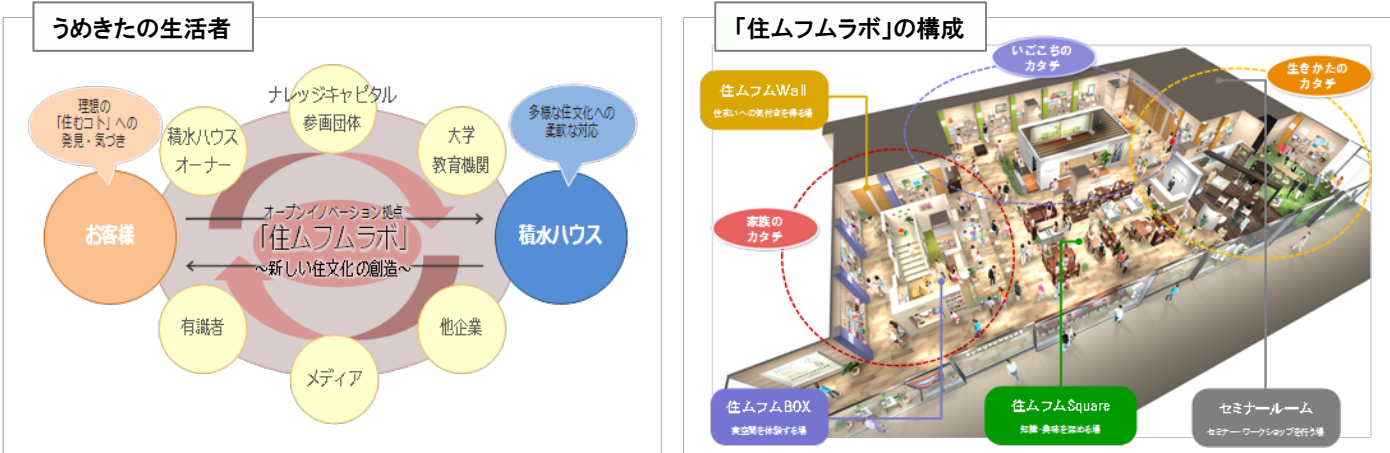 うめきたの生活者
理想の
「住むコト」への
発見・気づき
お客様
積水ハウス
オーナー
ナレッジキャピタル
参画団体
大学
教育機関
多様な住文化への
柔軟な対応
積水ハウス
オープンイノベーション拠点
「住ムフムラボ」
～新しい住文化の創造～
有識者
メディア
他企業
「住ムフムラボ」の構成
いごこちの
カタチ
生きかたの
カタチ
住ムフムWall
住まいへの気付きを得る場
家族の
カタチ
住ムフムBOX
実空間を体験する場
住ムフムSquare
知識・興味を深める場
セミナールーム
セミナー・ワークショップを行う場